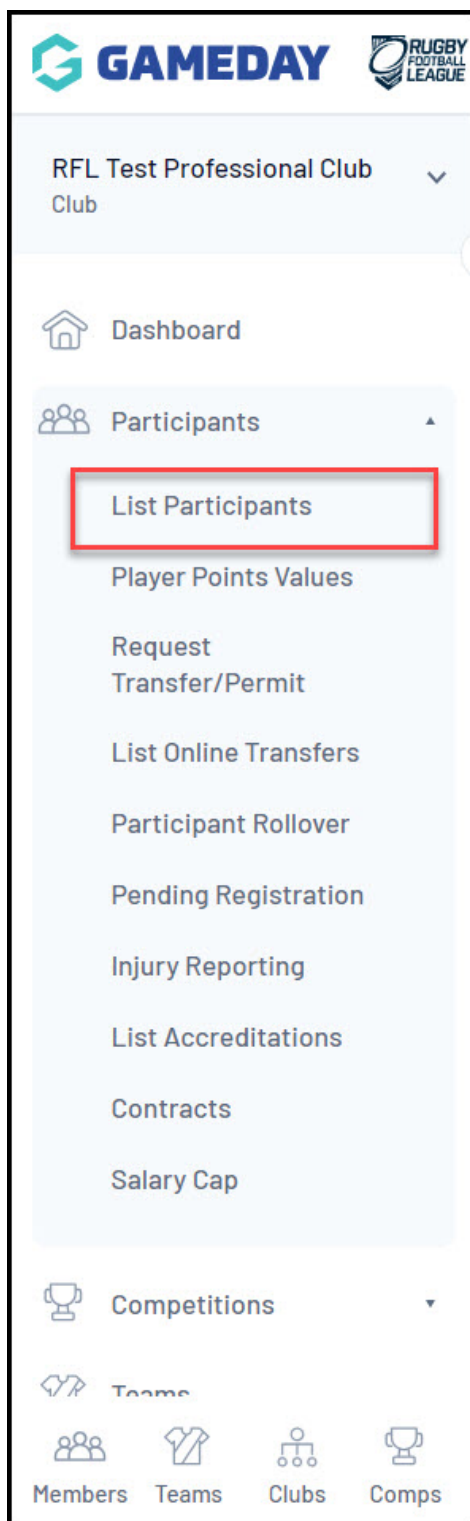 GAMEDAY
RUGBY
FOOTBALL
LEAGUE
RFL Test Professional Club
Club
Dashboard
Participants
List Participants
Player Points Values
Request
Transfer/Permit
List Online Transfers
Participant Rollover
Pending Registration
Injury Reporting
List Accreditations
Contracts
Salary Cap
Competitions
Teams
Members Teams Clubs Comps